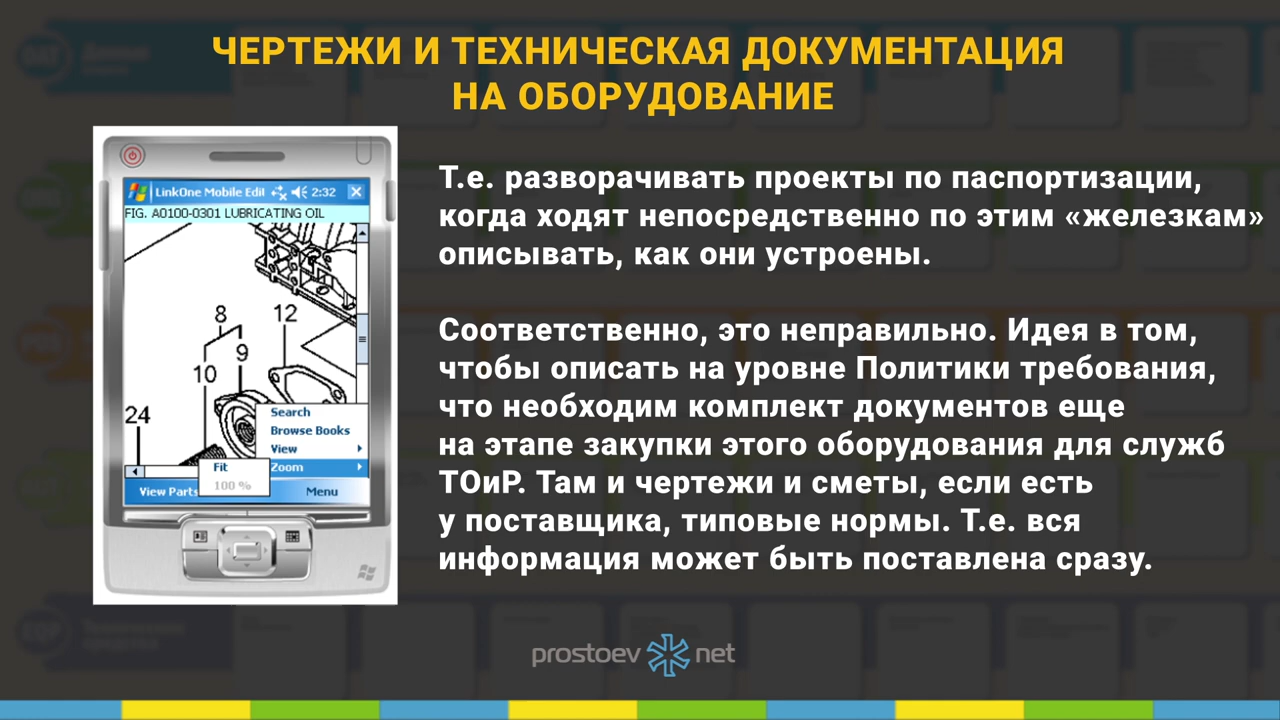 ЧЕРТЕЖИ И ТЕХНИЧЕСКАЯ ДОКУМЕНТАЦИЯ
НА ОБОРУДОВАНИЕ
LinkOne Mobile Edit 2:32
FIG. A0100-0301 LUBRICATING OIL
8
12
9
10
24
Search
Browse Books
View
Zoom
Fit
100 %
View Parts
Menu
Т.е. разворачивать проекты по паспортизации,
когда ходят непосредственно по этим «железкам»
описывать, как они устроены.
Соответственно, это неправильно. Идея в том,
чтобы описать на уровне Политики требования,
что необходим комплект документов еще
на этапе закупки этого оборудования для служб
ТОиР. Там и чертежи и сметы, если есть
у поставщика, типовые нормы. Т.е. вся
информация может быть поставлена сразу.
prostoev net